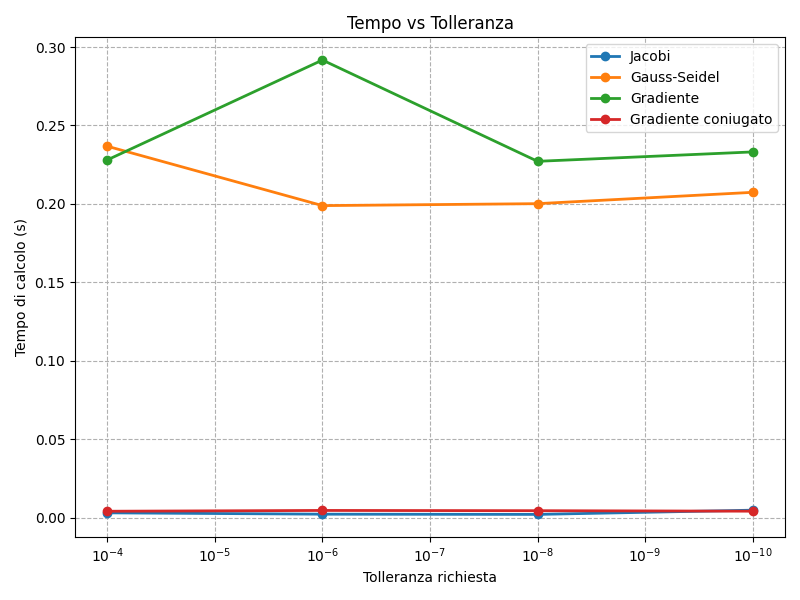 Tempo vs Tolleranza
Jacobi
Gauss-Seidel
Gradiente
Gradiente coniugato
Tempo di calcolo (s)
0.30
0.25
0.20
0.15
0.10
0.05
0.00
10⁻⁴ 10⁻⁵ 10⁻⁶ 10⁻⁷ 10⁻⁸ 10⁻⁹ 10⁻¹⁰
Tolleranza richiesta